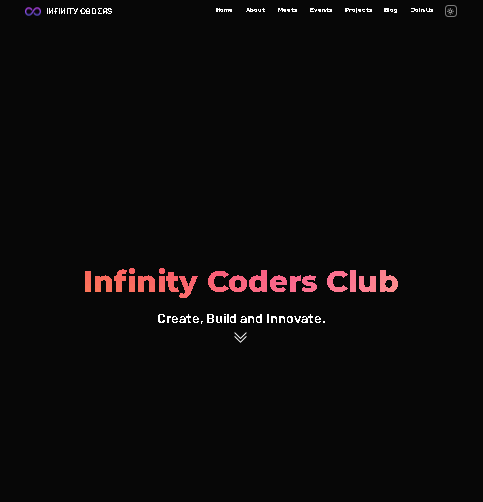 INFINITY CODERS
Home About Meets Events Projects Blog Join Us
Infinity Coders Club
Create, Build and Innovate.